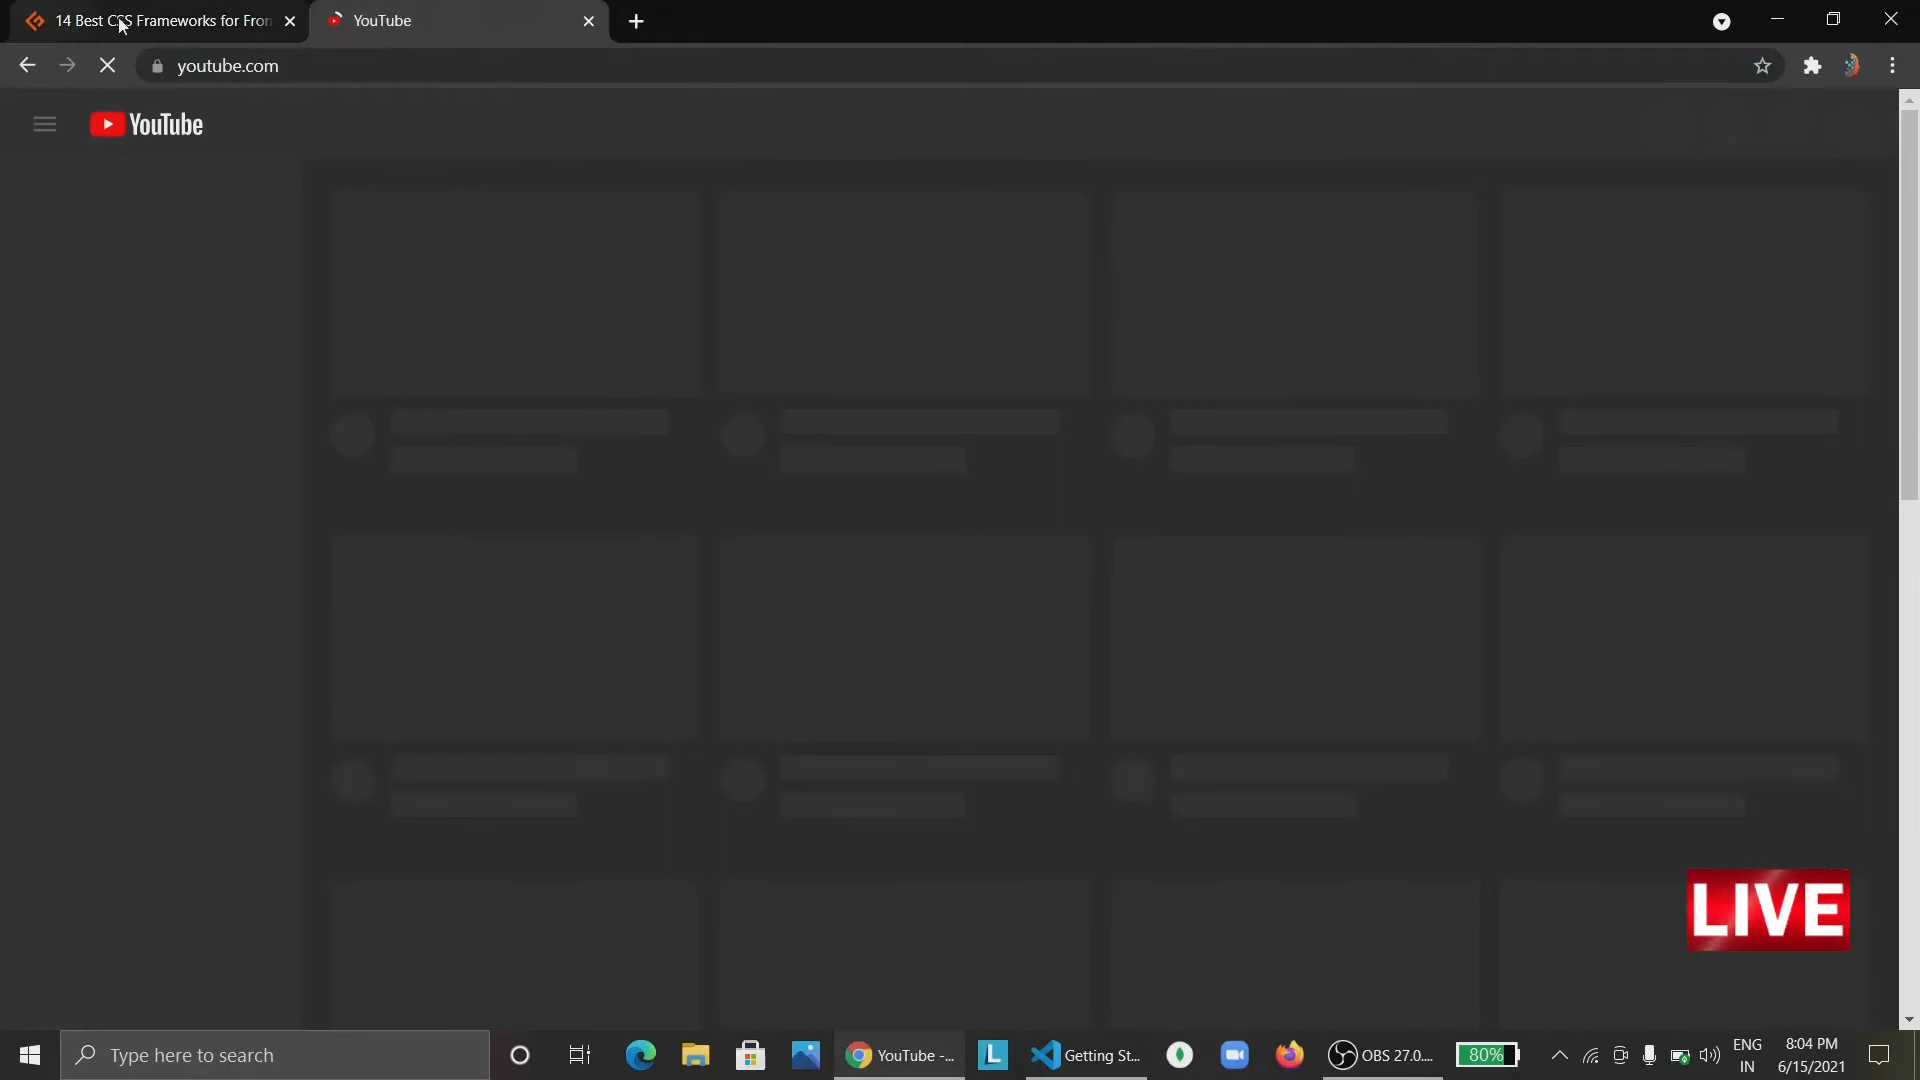 14 Best CSS Frameworks for Fron
YouTube
youtube.com
YouTube
LIVE
Type here to search
YouTube -...
L
Getting St...
OBS 27.0....
80%
ENG
IN
8:04 PM
6/15/2021